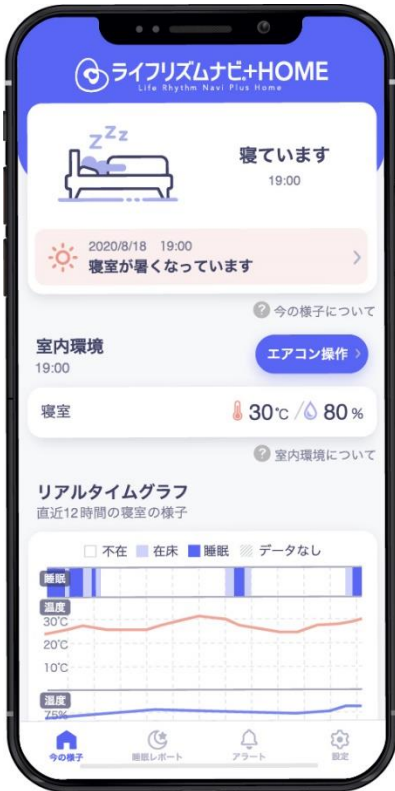 ライフリズムナビ+HOME
Life Rhythm Navi Plus Home
zZz
寝ています
19:00
2020/8/18 19:00
寝室が暑くなっています
? 今の様子について
室内環境
19:00
エアコン操作
寝室 30℃ / 80%
? 室内環境について
リアルタイムグラフ
直近12時間の寝室の様子
不在 在床 睡眠 データなし
睡眠
温度
30℃
20℃
10℃
温度
75%
今の様子 睡眠レポート アラート 設定